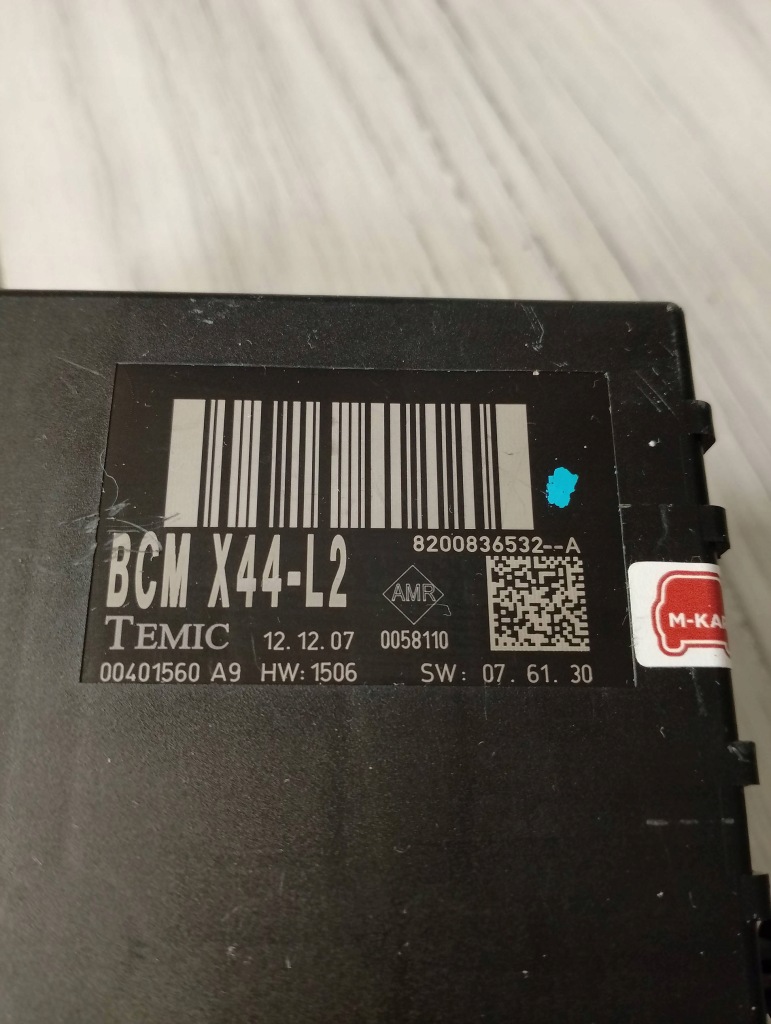 8200836532--A
BCM X44-L2
AMR
TEMIC 12.12.07 0058110
00401560 A9 HW:1506 SW: 07. 61. 30